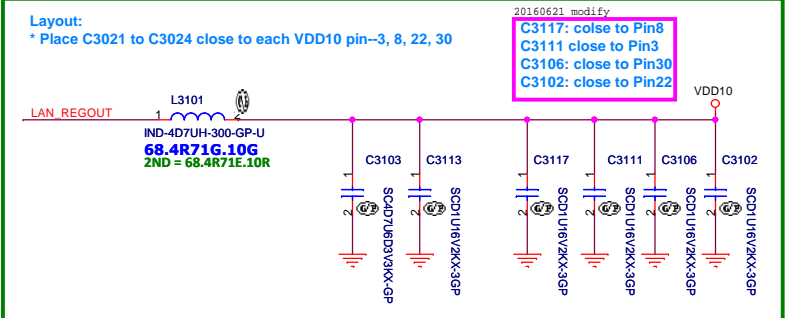 20160621 modify
Layout:
* Place C3021 to C3024 close to each VDD10 pin--3, 8, 22, 30
C3117: colse to Pin8
C3111 close to Pin3
C3106: close to Pin30
C3102: close to Pin22
VDD10
LAN_REGOUT
L3101
1
2
IND-4D7UH-300-GP-U
68.4R71G.10G
2ND = 68.4R71E.10R
C3103
C3113
C3117
C3111
C3106
C3102
1
1
1
1
1
1
2
2
2
2
2
2
G/P
G/P
G/P
G/P
G/P
G/P
SC4D7U6D3V3KX-GP
SCD1U16V2KX-3GP
SCD1U16V2KX-3GP
SCD1U16V2KX-3GP
SCD1U16V2KX-3GP
SCD1U16V2KX-3GP